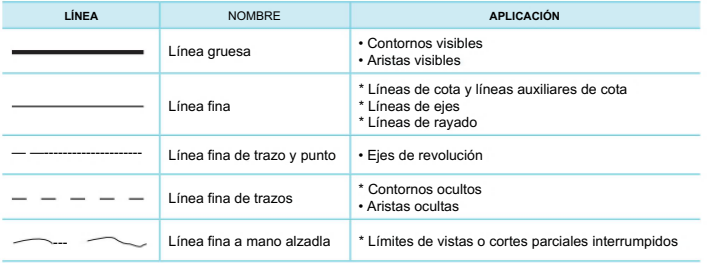 LÍNEA NOMBRE APLICACIÓN
Línea gruesa
• Contornos visibles
• Aristas visibles
Línea fina
* Líneas de cota y líneas auxiliares de cota
* Líneas de ejes
* Líneas de rayado
Línea fina de trazo y punto
• Ejes de revolución
Línea fina de trazos
* Contornos ocultos
• Aristas ocultas
Línea fina a mano alzadla
* Límites de vistas o cortes parciales interrumpidos